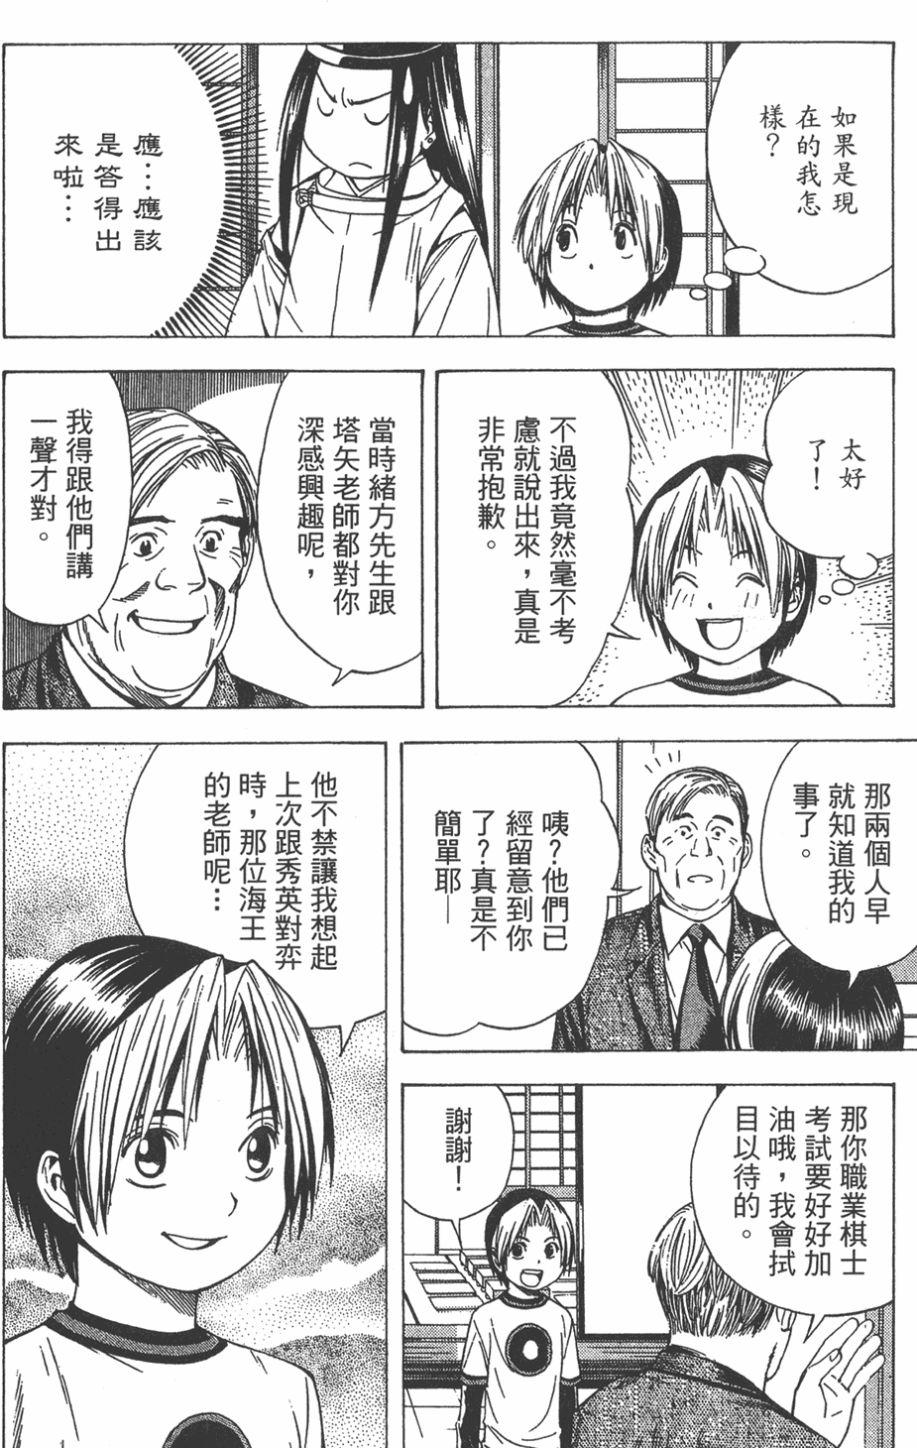 如果是現
在的我怎
樣？
應…應該
是答得出
來啦…
太好
了！
不過我竟然毫不考
慮就說出來，真是
非常抱歉。
當時緒方先生跟
塔矢老師都對你
深感興趣呢，
我得跟他們講
一聲才對。
那兩個人早
就知道我的
事了。
咦？他們已
經留意到你
了？真是不
簡單耶—
他不禁讓我想起
上次跟秀英對弈
時，那位海王
的老師呢…
那你職業棋士
考試要好好加
油哦，我會拭
目以待的。
謝謝！